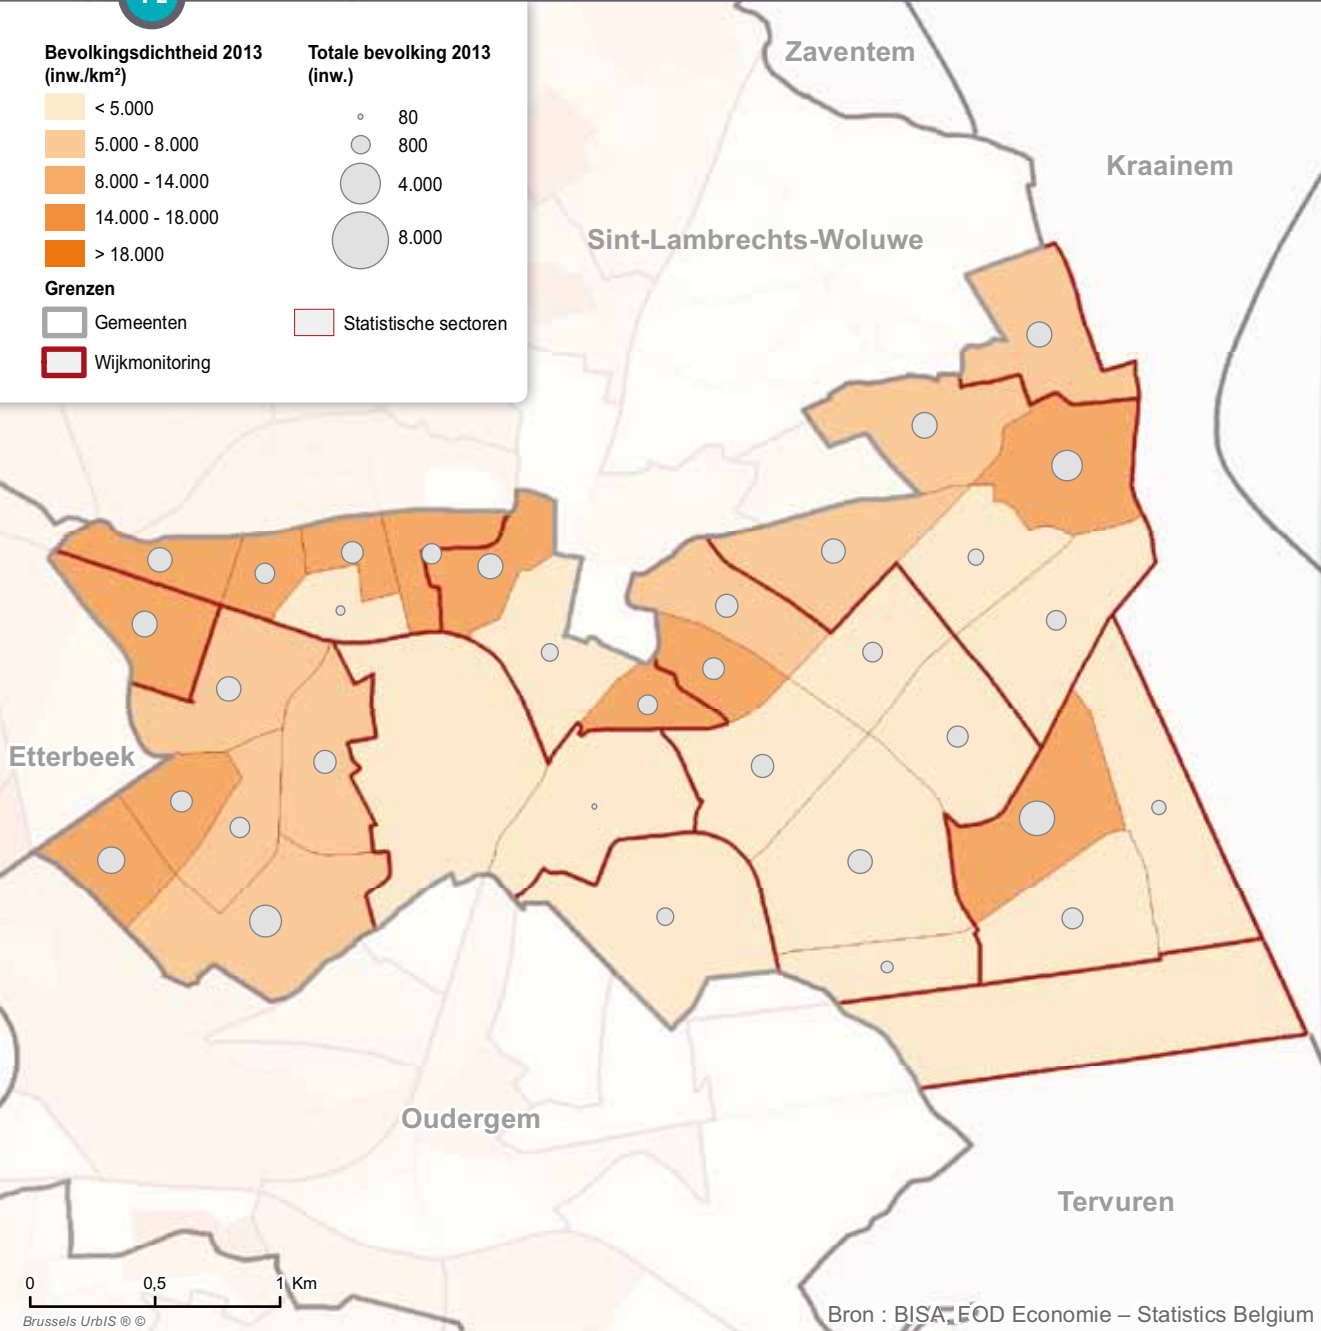 Bevolkingsdichtheid 2013
(inw./km²)
< 5.000
5.000 - 8.000
8.000 - 14.000
14.000 - 18.000
> 18.000
Totale bevolking 2013
(inw.)
80
800
4.000
8.000
Grenzen
Gemeenten
Wijkmonitoring
Statistische sectoren
Zaventem
Kraainem
Sint-Lambrechts-Woluwe
Etterbeek
Oudergem
Tervuren
0 0,5 1 Km
Brussels UrbIS ® ©
Bron : BISA, FOD Economie – Statistics Belgium